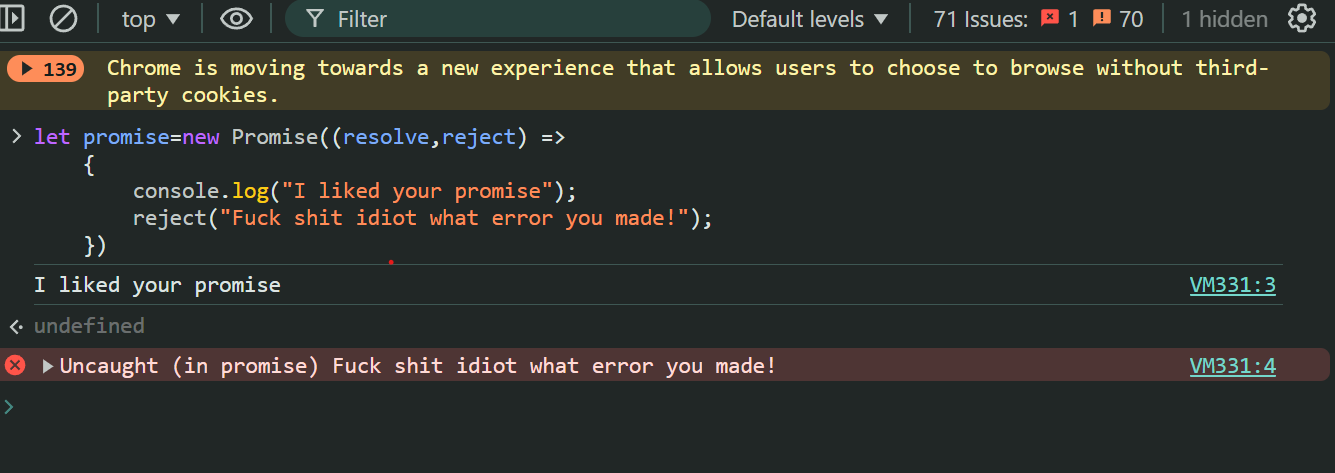 top ▼ Filter Default levels ▼ 71 Issues: 1 70 1 hidden
139 Chrome is moving towards a new experience that allows users to choose to browse without third-
party cookies.
> let promise=new Promise((resolve,reject) =>
{
console.log("I liked your promise");
reject("Fuck shit idiot what error you made!");
})
I liked your promise VM331:3
undefined
Uncaught (in promise) Fuck shit idiot what error you made! VM331:4
>